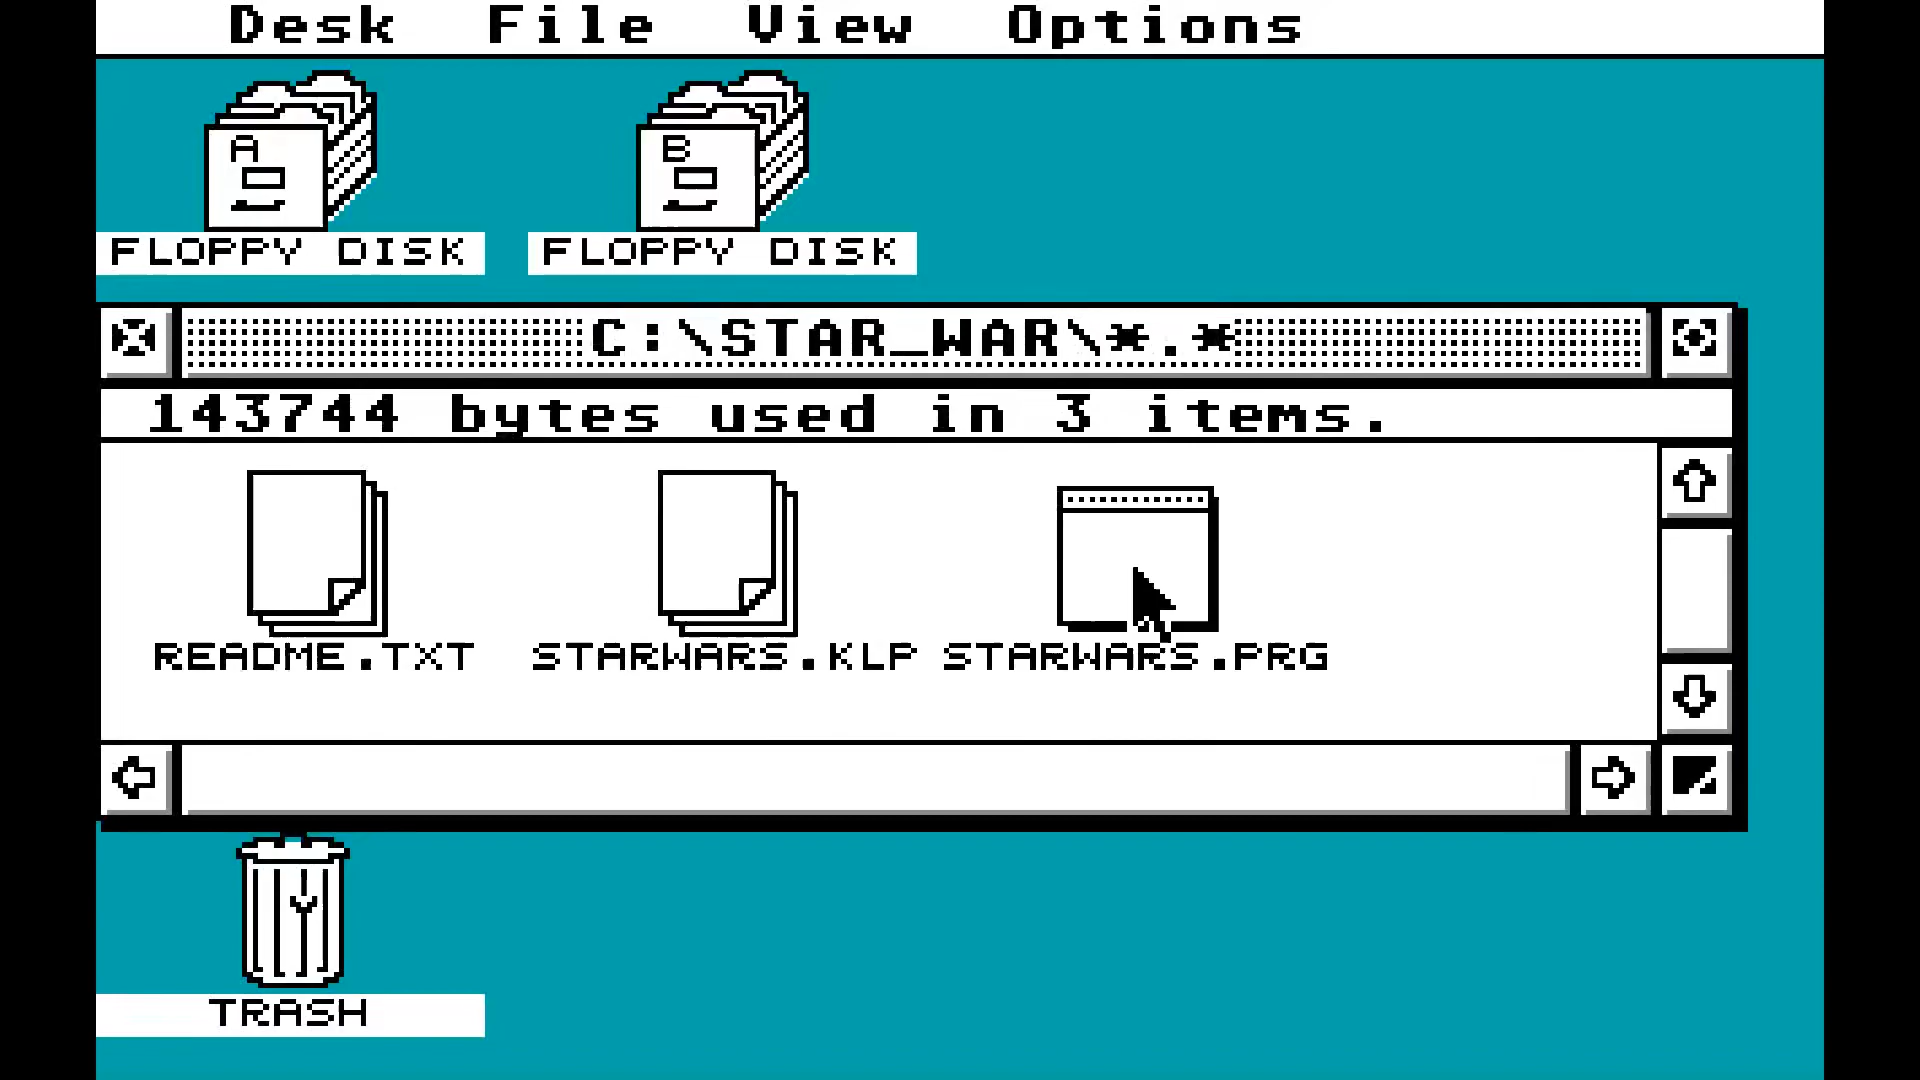 Desk File View Options
A B
FLOPPY DISK FLOPPY DISK
C:\STAR_WAR\*.*
143744 bytes used in 3 items.
README.TXT STARWARS.KLP STARWARS.PRG
TRASH